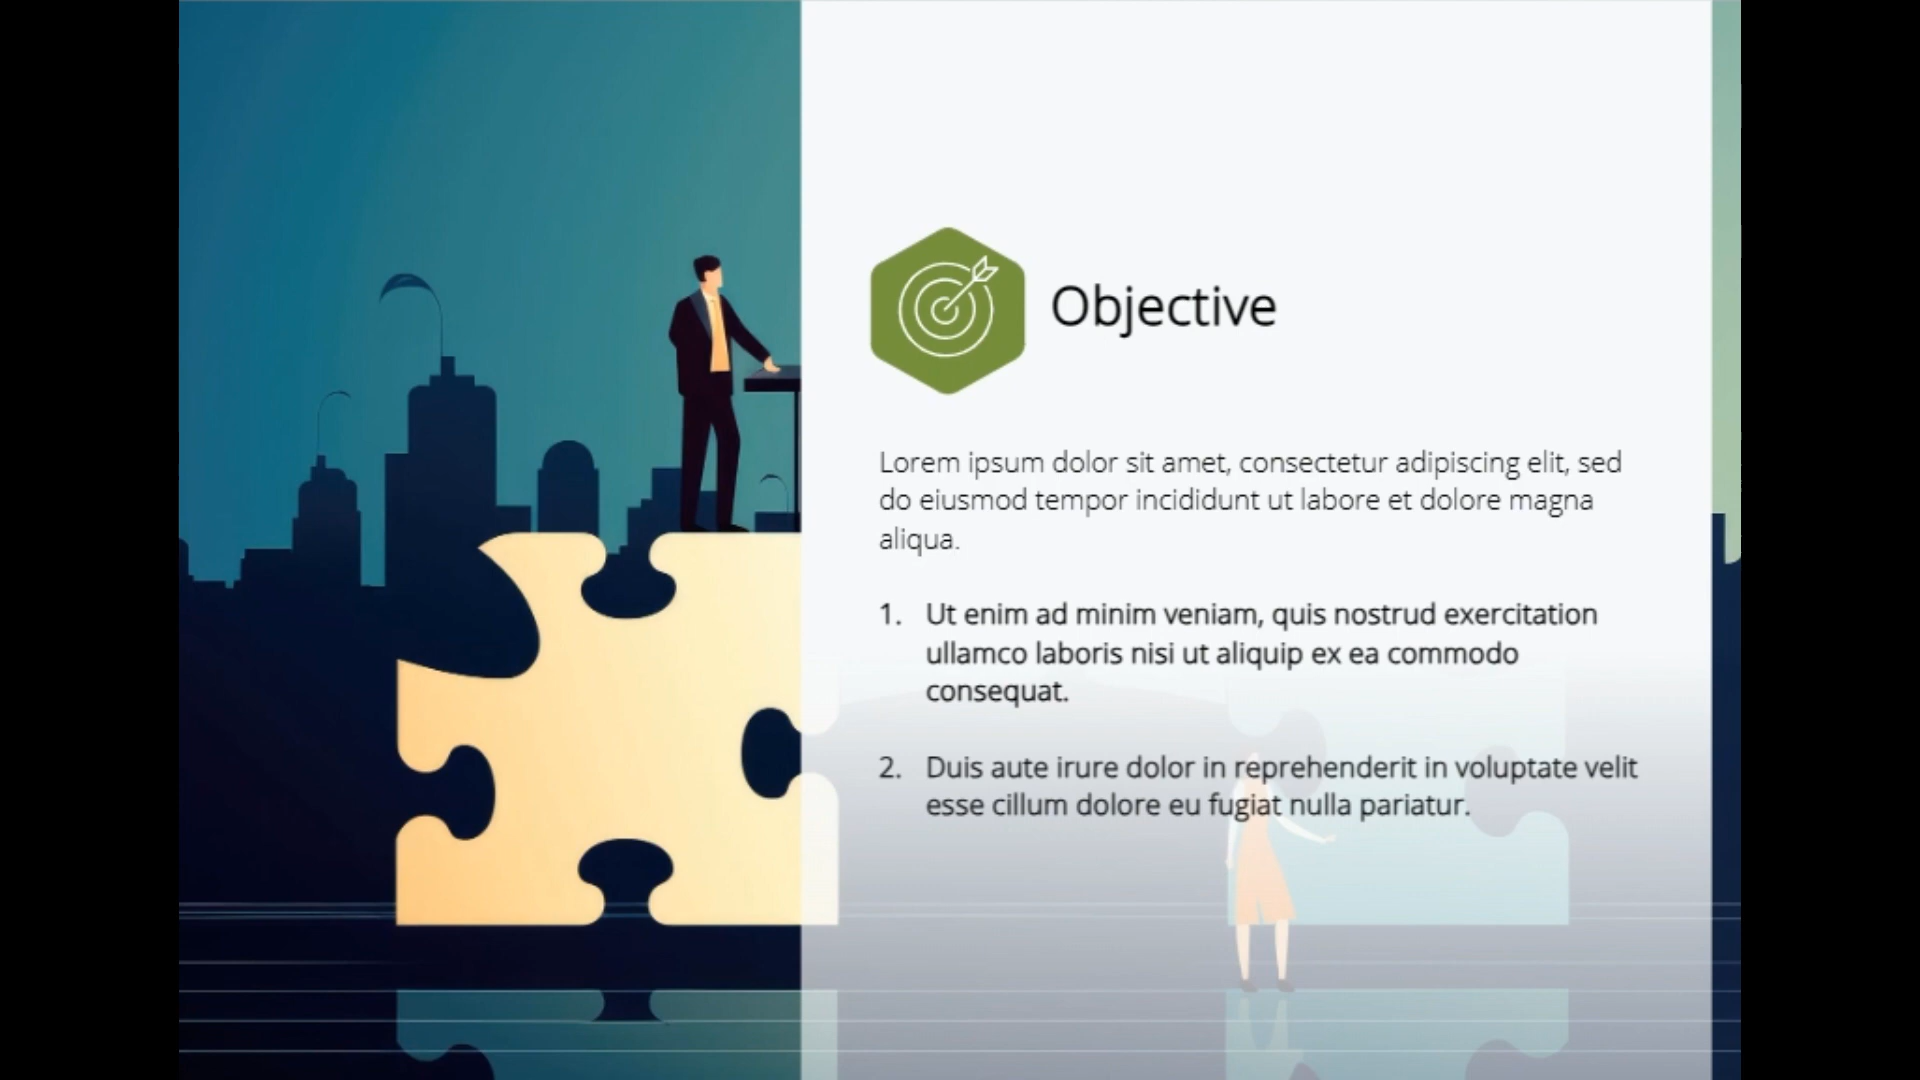 Objective
Lorem ipsum dolor sit amet, consectetur adipiscing elit, sed
do eiusmod tempor incididunt ut labore et dolore magna
aliqua.
1. Ut enim ad minim veniam, quis nostrud exercitation
ullamco laboris nisi ut aliquip ex ea commodo
consequat.
2. Duis aute irure dolor in reprehenderit in voluptate velit
esse cillum dolore eu fugiat nulla pariatur.